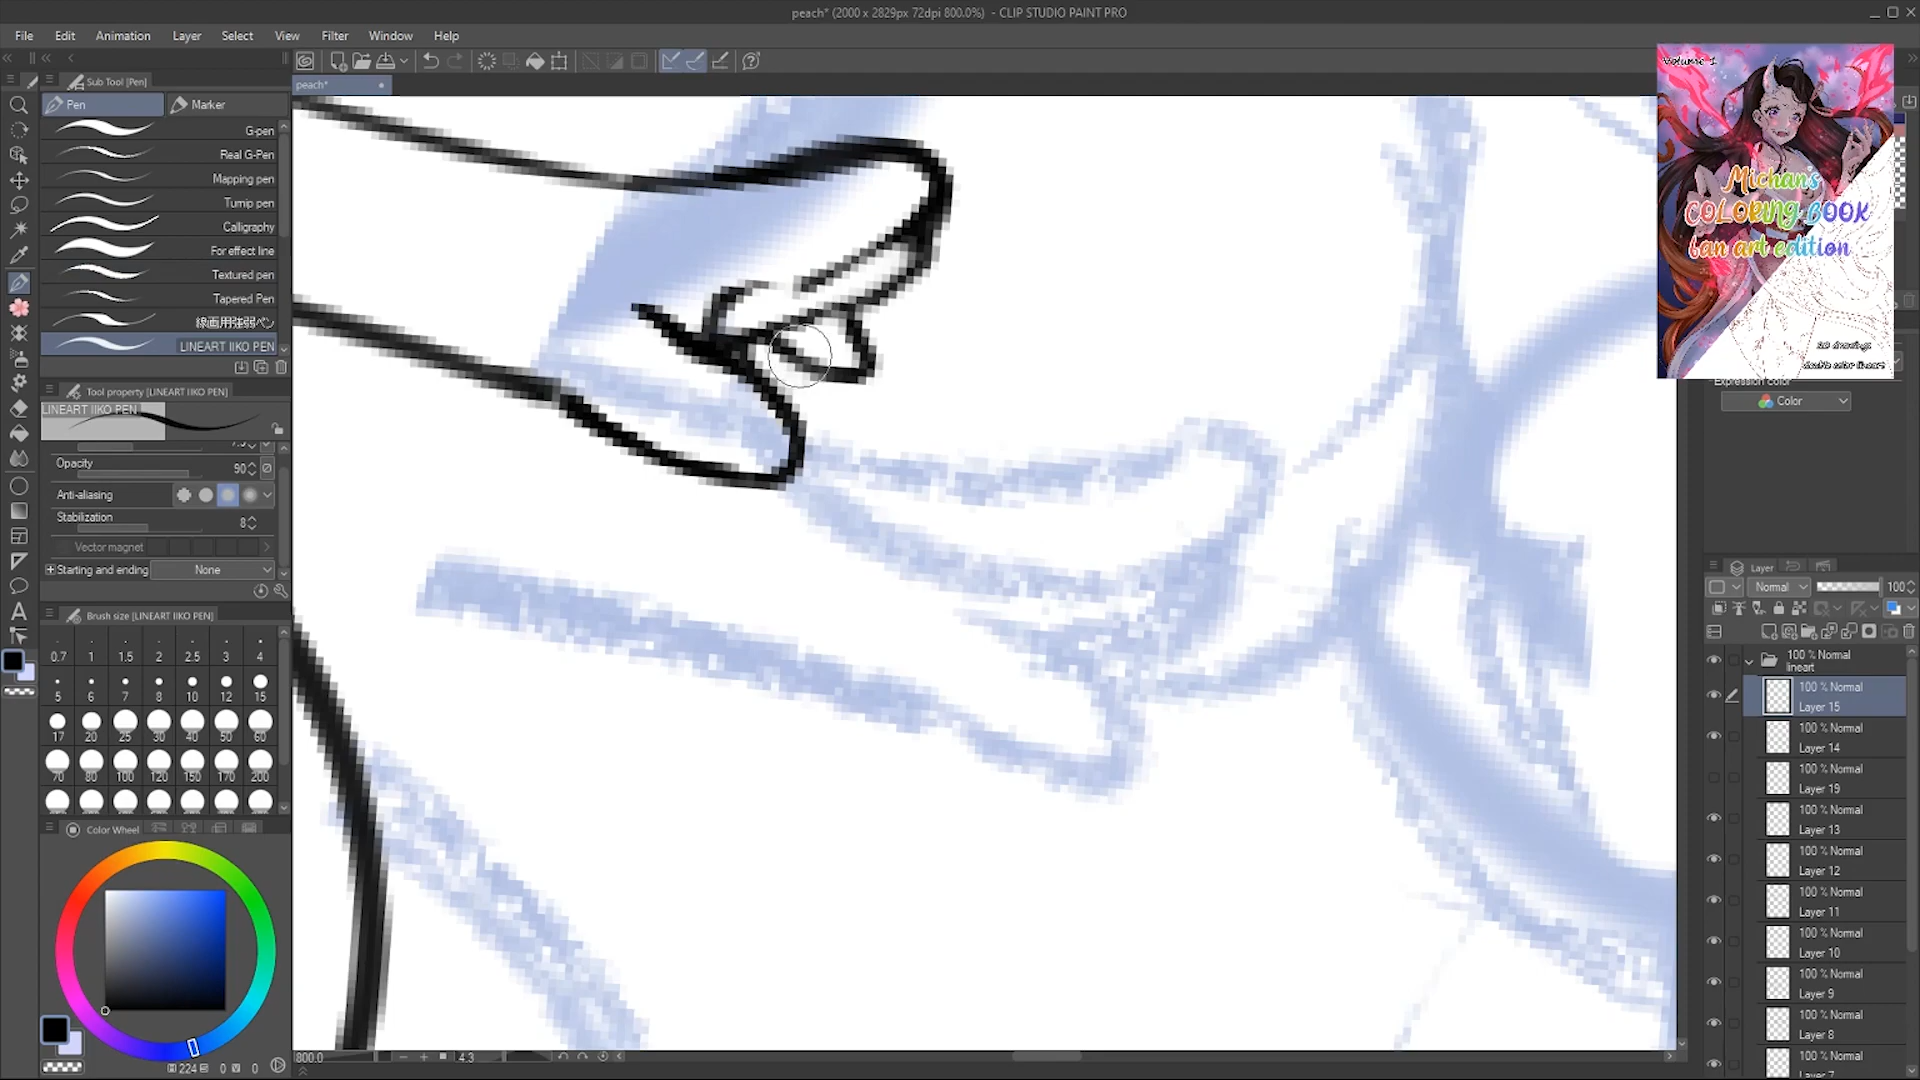 peach* (2000 x 2829px 72dpi 800.0%) - CLIP STUDIO PAINT PRO
File Edit Animation Layer Select View Filter Window Help
Sub Tool [Pen]
peach*
Pen
Marker
G-pen
Real G-Pen
Mapping pen
Turnip pen
Calligraphy
For effect line
Textured pen
Tapered Pen
線画用強弱ペン
LINEART IIKO PEN
Tool property [LINEART IIKO PEN]
LINEART IIKO PEN
Opacity 90
Anti-aliasing
Stabilization 8
Vector magnet
Starting and ending None
Brush size [LINEART IIKO PEN]
0.7 1 1.5 2 2.5 3 4
5 6 7 8 10 12 15
17 20 25 30 40 50 60
70 80 100 120 150 170 200
Color Wheel
224 0 0
800.0
4.3
Volume 1
Michan's
COLORING BOOK
fan art edition
20 drawings
double color lineart
Expression color
Color
Layer
Normal 100
100 % Normal
lineart
100 % Normal
Layer 15
100 % Normal
Layer 14
100 % Normal
Layer 19
100 % Normal
Layer 13
100 % Normal
Layer 12
100 % Normal
Layer 11
100 % Normal
Layer 10
100 % Normal
Layer 9
100 % Normal
Layer 8
100 % Normal
Layer 7